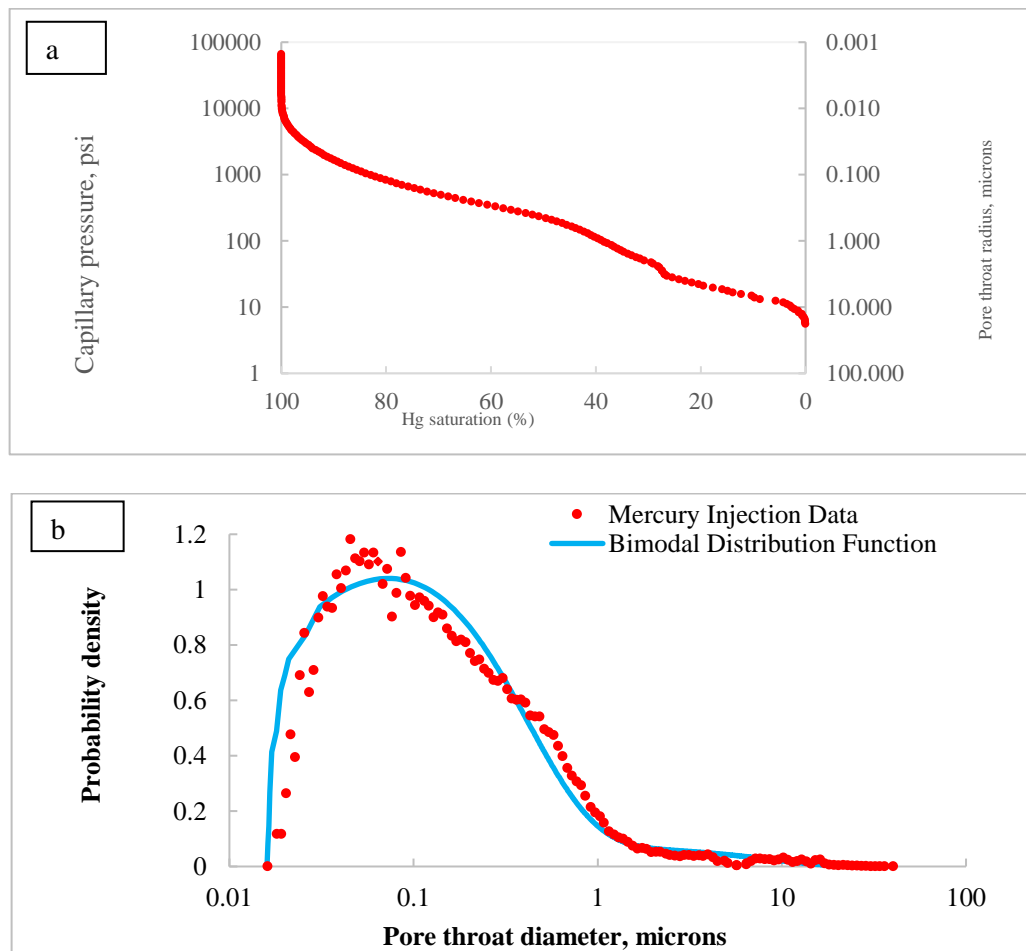 a
100000
10000
1000
100
10
1
Capillary pressure, psi
0.001
0.010
0.100
1.000
10.000
100.000
Pore throat radius, microns
100 80 60 40 20 0
Hg saturation (%)
b
Mercury Injection Data
Bimodal Distribution Function
1.2
1
0.8
0.6
0.4
0.2
0
Probability density
0.01 0.1 1 10 100
Pore throat diameter, microns